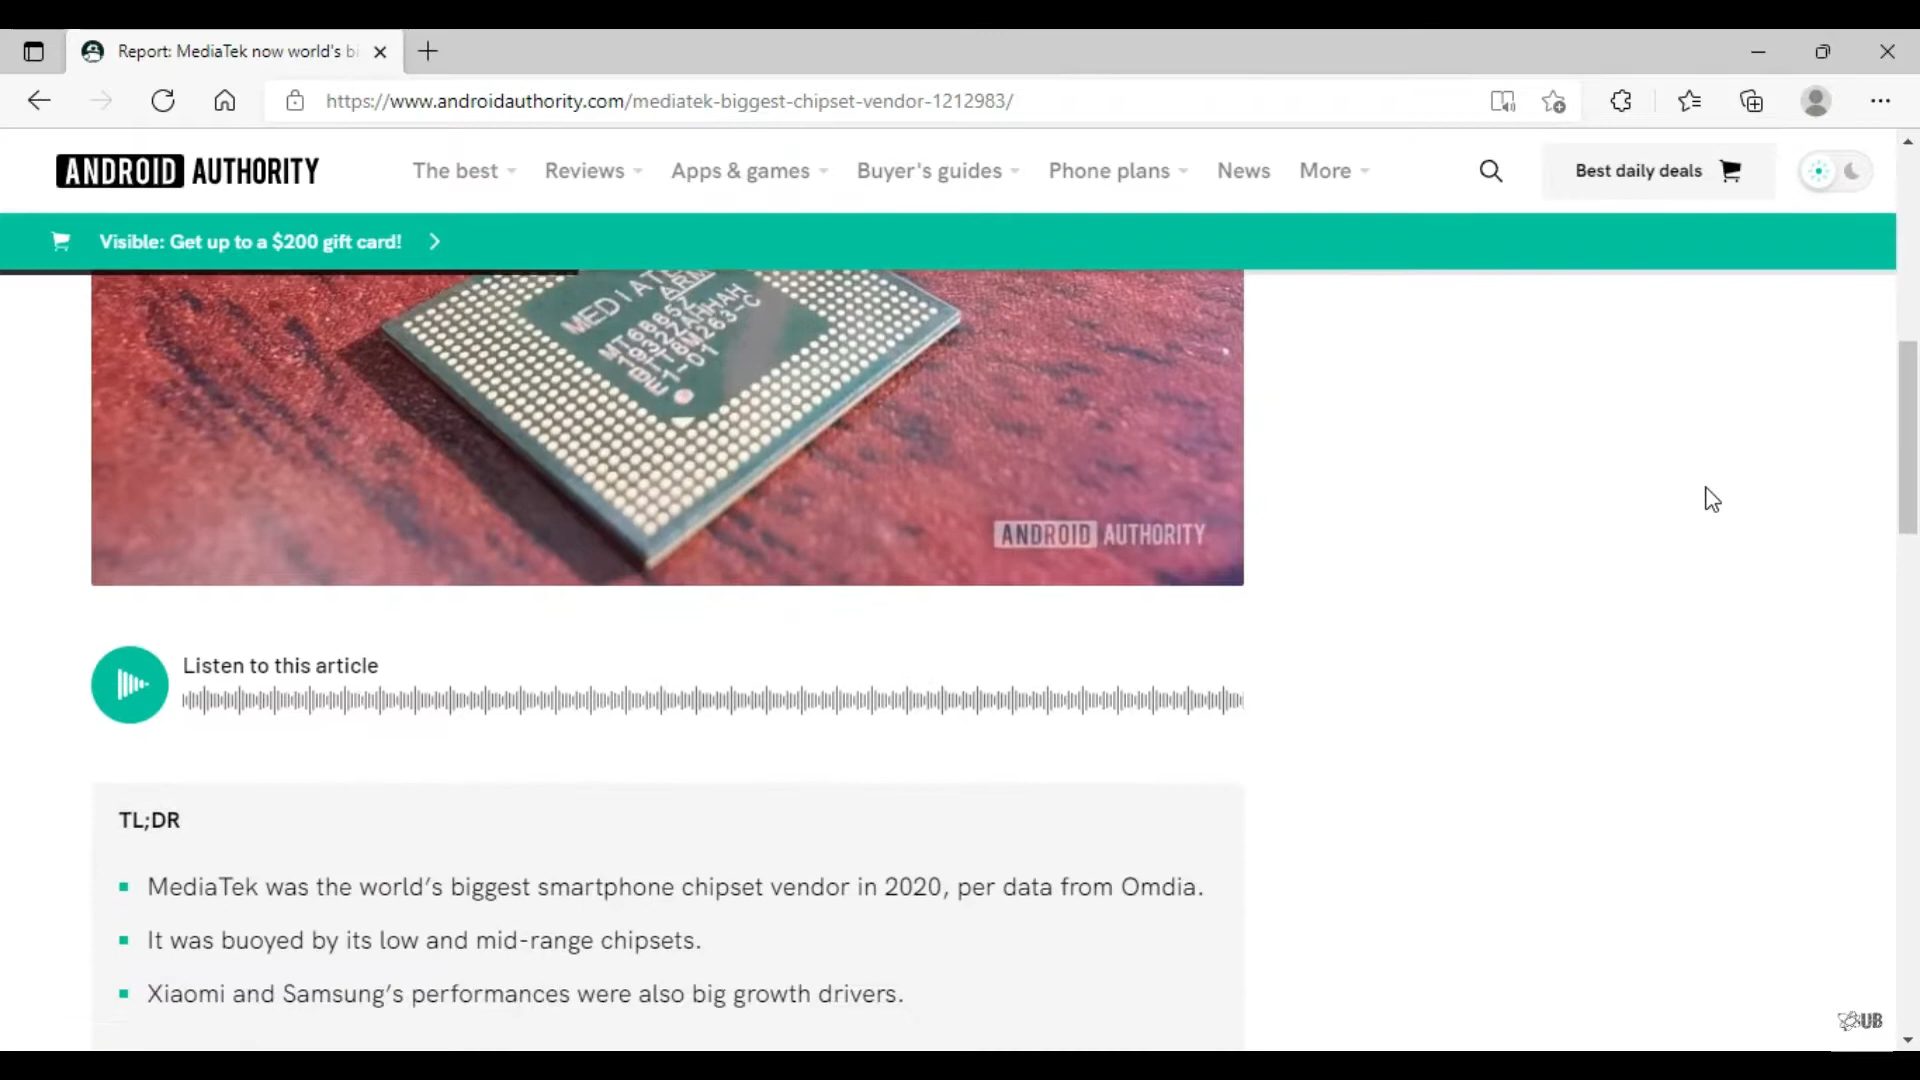 Report: MediaTek now world's bi
https://www.androidauthority.com/mediatek-biggest-chipset-vendor-1212983/
ANDROID AUTHORITY
The best
Reviews
Apps & games
Buyer's guides
Phone plans
News
More
Best daily deals
Visible: Get up to a $200 gift card!
MEDIATE
ARM
ANDROID AUTHORITY
Listen to this article
TL;DR
MediaTek was the world's biggest smartphone chipset vendor in 2020, per data from Omdia.
It was buoyed by its low and mid-range chipsets.
Xiaomi and Samsung's performances were also big growth drivers.
UB